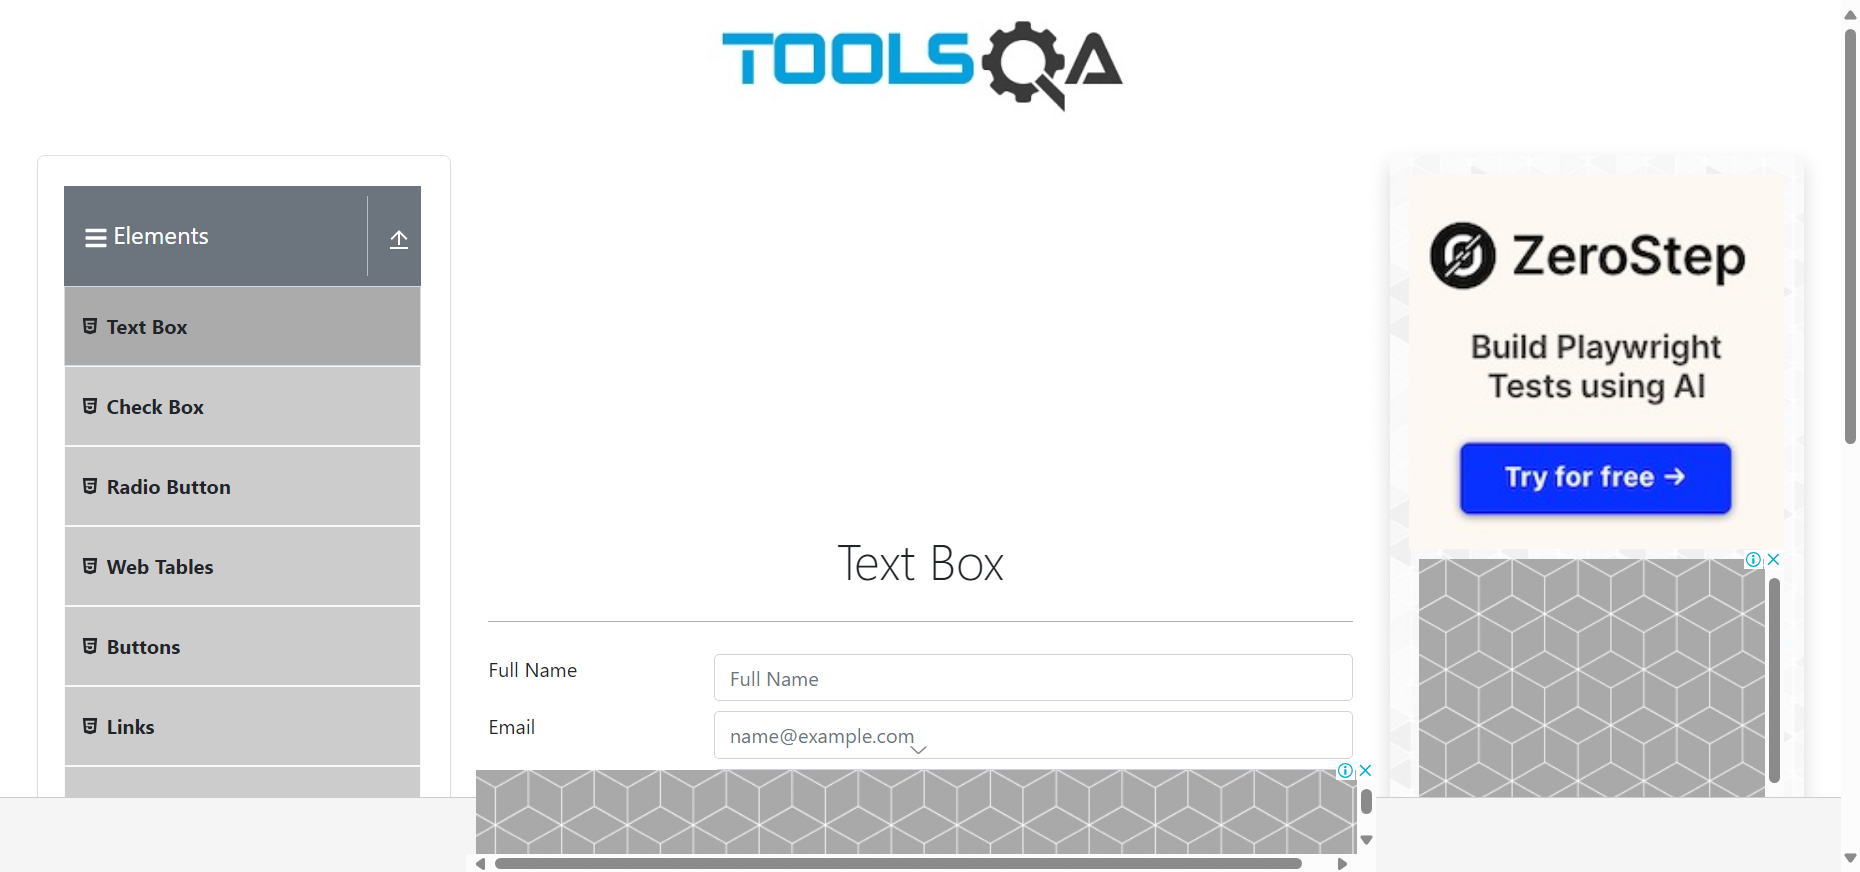 TOOLSQA
Elements
Text Box
Check Box
Radio Button
Web Tables
Buttons
Links
Text Box
Full Name
Full Name
Email
name@example.com
ZeroStep
Build Playwright
Tests using AI
Try for free →